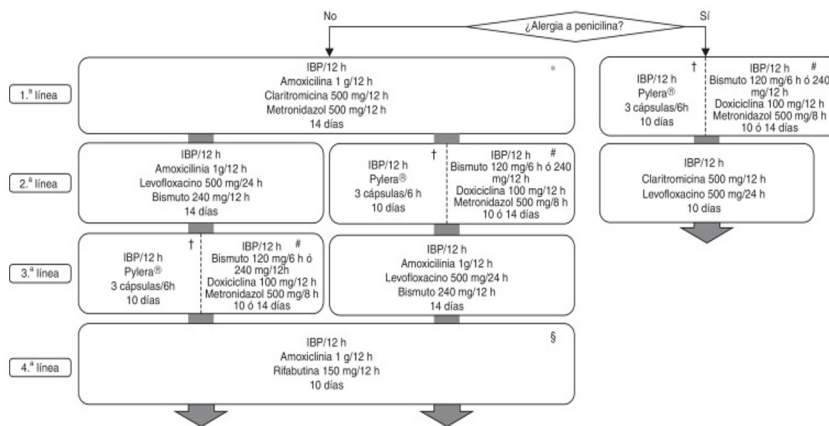 ¿Alergia a penicilina?
No
Sí
1.ª línea
IBP/12 h
Amoxicilina 1 g/12 h
Claritromicina 500 mg/12 h
Metronidazol 500 mg/12 h
14 días
*
IBP/12 h
Pylera®
3 cápsulas/6h
10 días
†
IBP/12 h
#
Bismuto 120 mg/6 h ó 240
mg/12 h
Doxiciclina 100 mg/12 h
Metronidazol 500 mg/8 h
10 ó 14 días
2.ª línea
IBP/12 h
Amoxicilinia 1g/12 h
Levofloxacino 500 mg/24 h
Bismuto 240 mg/12 h
14 días
†
IBP/12 h
Pylera®
3 cápsulas/6 h
10 días
IBP/12 h
#
Bismuto 120 mg/6 h ó 240
mg/12 h
Doxiciclina 100 mg/12 h
Metronidazol 500 mg/8 h
10 ó 14 días
IBP/12 h
Claritromicina 500 mg/12 h
Levofloxacino 500 mg/24 h
10 días
3.ª línea
†
IBP/12 h
Pylera®
3 cápsulas/6h
10 días
IBP/12 h
#
Bismuto 120 mg/6 h ó
240 mg/12h
Doxiciclina 100 mg/12 h
Metronidazol 500 mg/8 h
10 ó 14 días
IBP/12 h
Amoxicilinia 1g/12 h
Levofloxacino 500 mg/24 h
Bismuto 240 mg/12 h
14 días
4.ª línea
IBP/12 h
§
Amoxiclinia 1 g/12 h
Rifabutina 150 mg/12 h
10 días